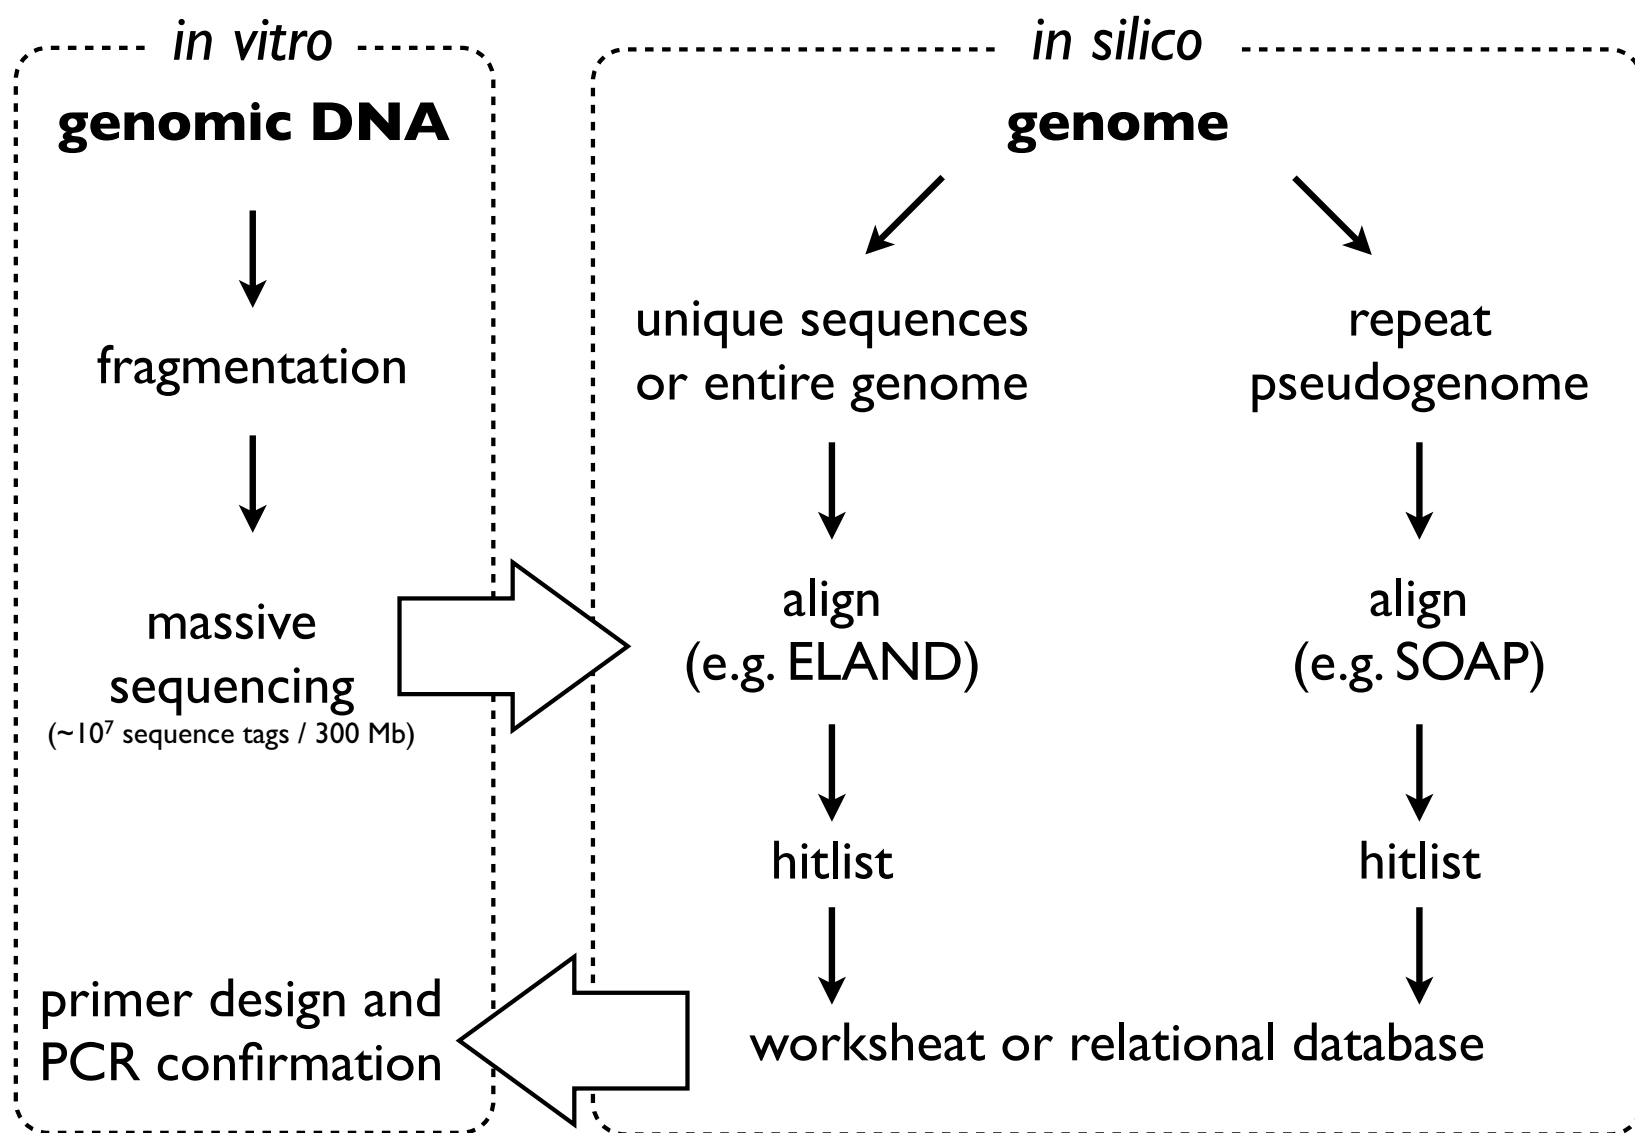 in vitro
genomic DNA
fragmentation
massive
sequencing
(~10⁷ sequence tags / 300 Mb)
primer design and
PCR confirmation
in silico
genome
unique sequences
or entire genome
align
(e.g. ELAND)
hitlist
repeat
pseudogenome
align
(e.g. SOAP)
hitlist
worksheat or relational database